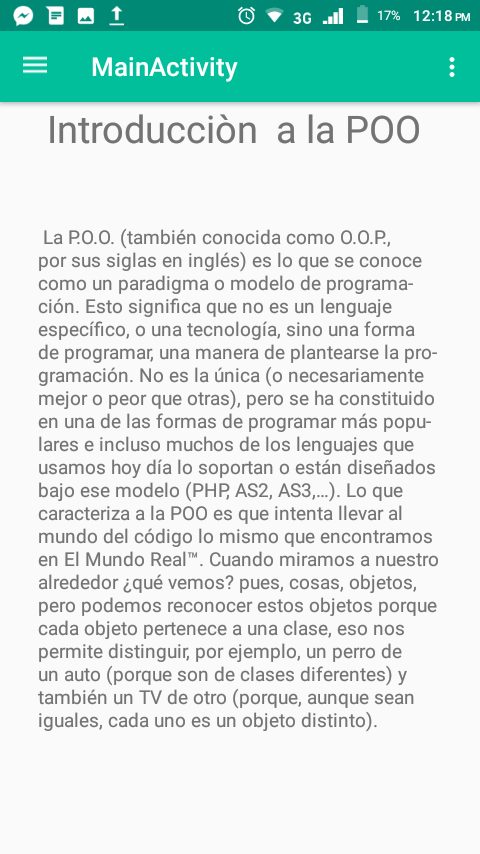 3G 17% 12:18 PM
MainActivity
Introducciòn a la POO
La P.O.O. (también conocida como O.O.P.,
por sus siglas en inglés) es lo que se conoce
como un paradigma o modelo de programa-
ción. Esto significa que no es un lenguaje
específico, o una tecnología, sino una forma
de programar, una manera de plantearse la pro-
gramación. No es la única (o necesariamente
mejor o peor que otras), pero se ha constituido
en una de las formas de programar más popu-
lares e incluso muchos de los lenguajes que
usamos hoy día lo soportan o están diseñados
bajo ese modelo (PHP, AS2, AS3,...). Lo que
caracteriza a la POO es que intenta llevar al
mundo del código lo mismo que encontramos
en El Mundo Real™. Cuando miramos a nuestro
alrededor ¿qué vemos? pues, cosas, objetos,
pero podemos reconocer estos objetos porque
cada objeto pertenece a una clase, eso nos
permite distinguir, por ejemplo, un perro de
un auto (porque son de clases diferentes) y
también un TV de otro (porque, aunque sean
iguales, cada uno es un objeto distinto).